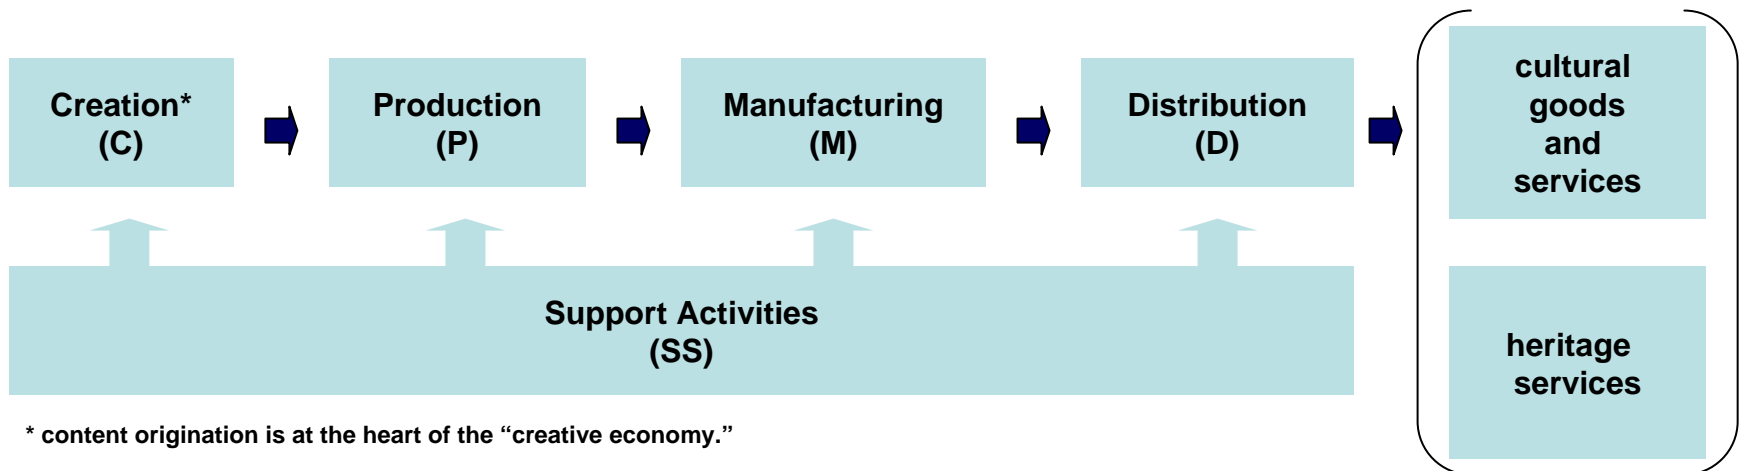 Creation*
(C)
Production
(P)
Manufacturing
(M)
Distribution
(D)
cultural
goods
and
services
Support Activities
(SS)
heritage
services
* content origination is at the heart of the “creative economy.”